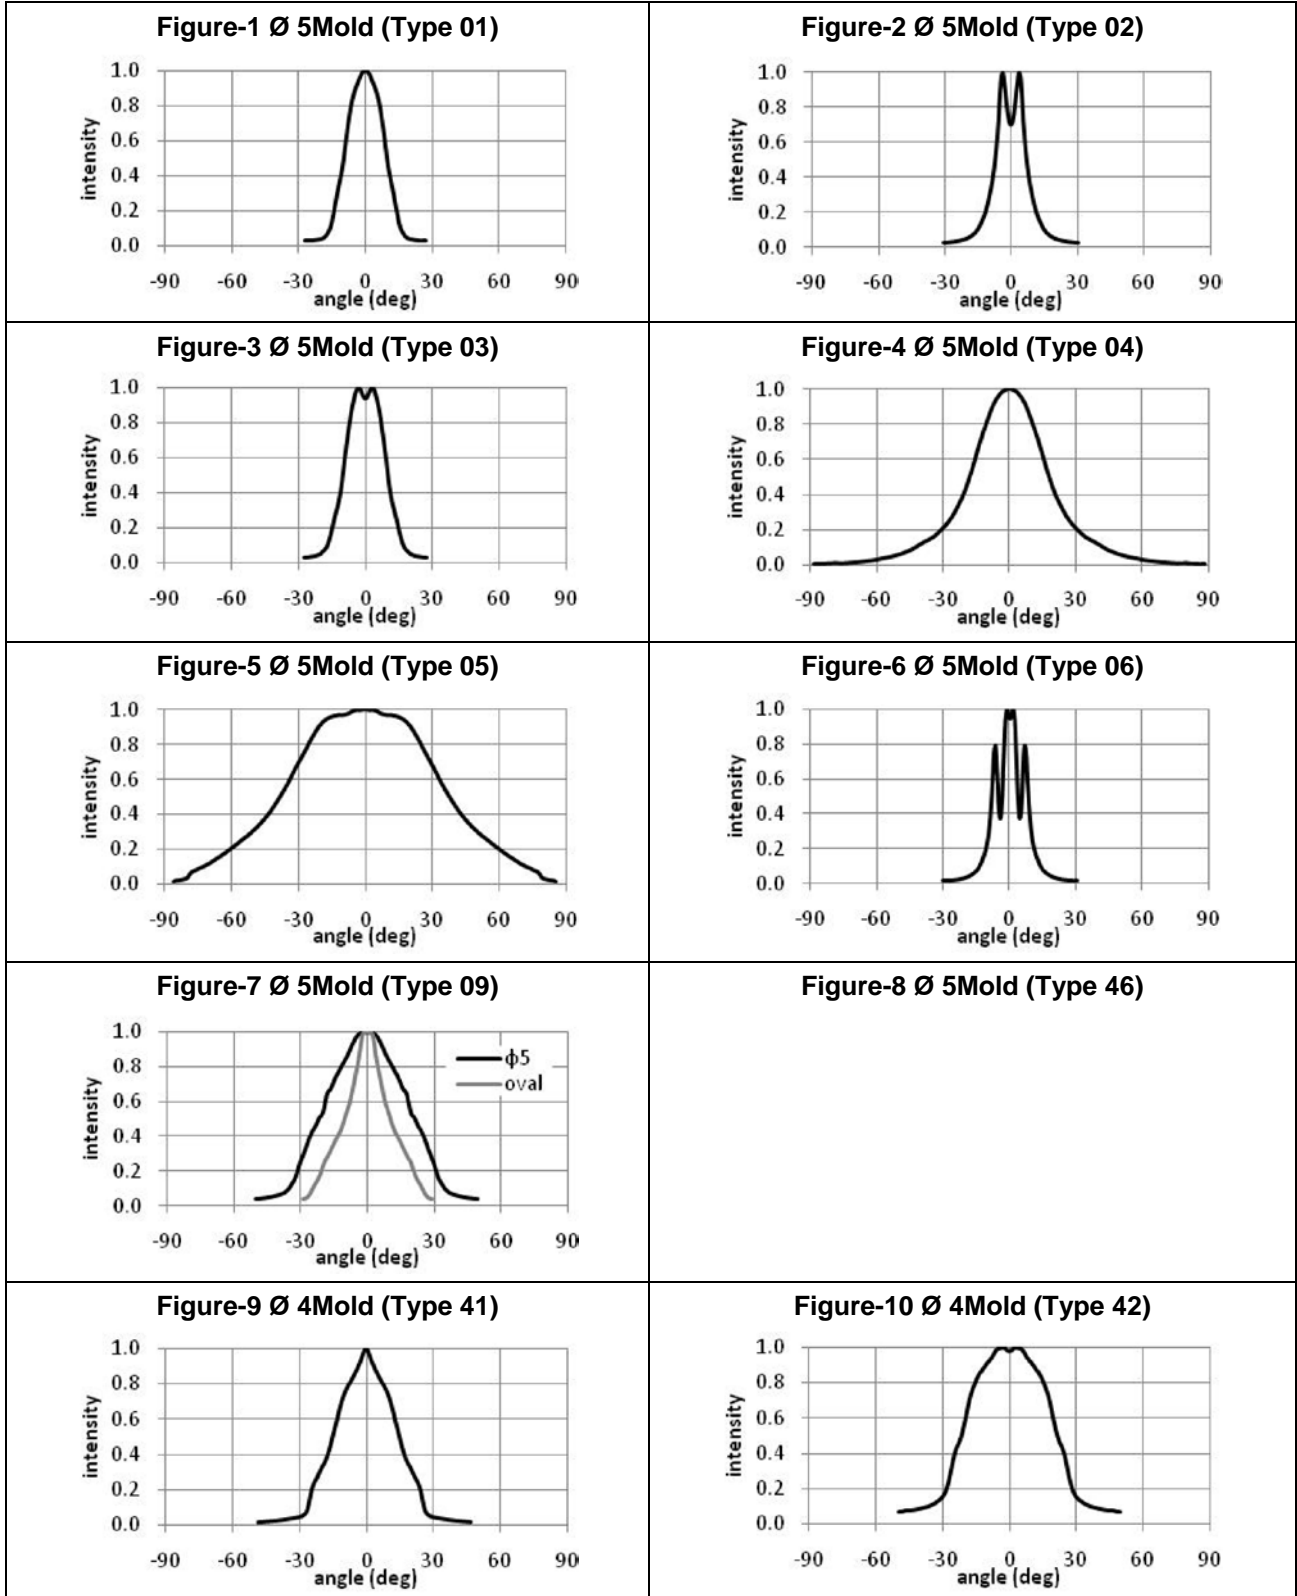 Figure-1 Ø 5Mold (Type 01)
1.0
0.8
0.6
0.4
0.2
0.0
intensity
-90 -60 -30 0 30 60 90
angle (deg)
Figure-2 Ø 5Mold (Type 02)
1.0
0.8
0.6
0.4
0.2
0.0
intensity
-90 -60 -30 0 30 60 90
angle (deg)
Figure-3 Ø 5Mold (Type 03)
1.0
0.8
0.6
0.4
0.2
0.0
intensity
-90 -60 -30 0 30 60 90
angle (deg)
Figure-4 Ø 5Mold (Type 04)
1.0
0.8
0.6
0.4
0.2
0.0
intensity
-90 -60 -30 0 30 60 90
angle (deg)
Figure-5 Ø 5Mold (Type 05)
1.0
0.8
0.6
0.4
0.2
0.0
intensity
-90 -60 -30 0 30 60 90
angle (deg)
Figure-6 Ø 5Mold (Type 06)
1.0
0.8
0.6
0.4
0.2
0.0
intensity
-90 -60 -30 0 30 60 90
angle (deg)
Figure-7 Ø 5Mold (Type 09)
1.0
0.8
0.6
0.4
0.2
0.0
intensity
ϕ5
oval
-90 -60 -30 0 30 60 90
angle (deg)
Figure-8 Ø 5Mold (Type 46)
Figure-9 Ø 4Mold (Type 41)
1.0
0.8
0.6
0.4
0.2
0.0
intensity
-90 -60 -30 0 30 60 90
angle (deg)
Figure-10 Ø 4Mold (Type 42)
1.0
0.8
0.6
0.4
0.2
0.0
intensity
-90 -60 -30 0 30 60 90
angle (deg)